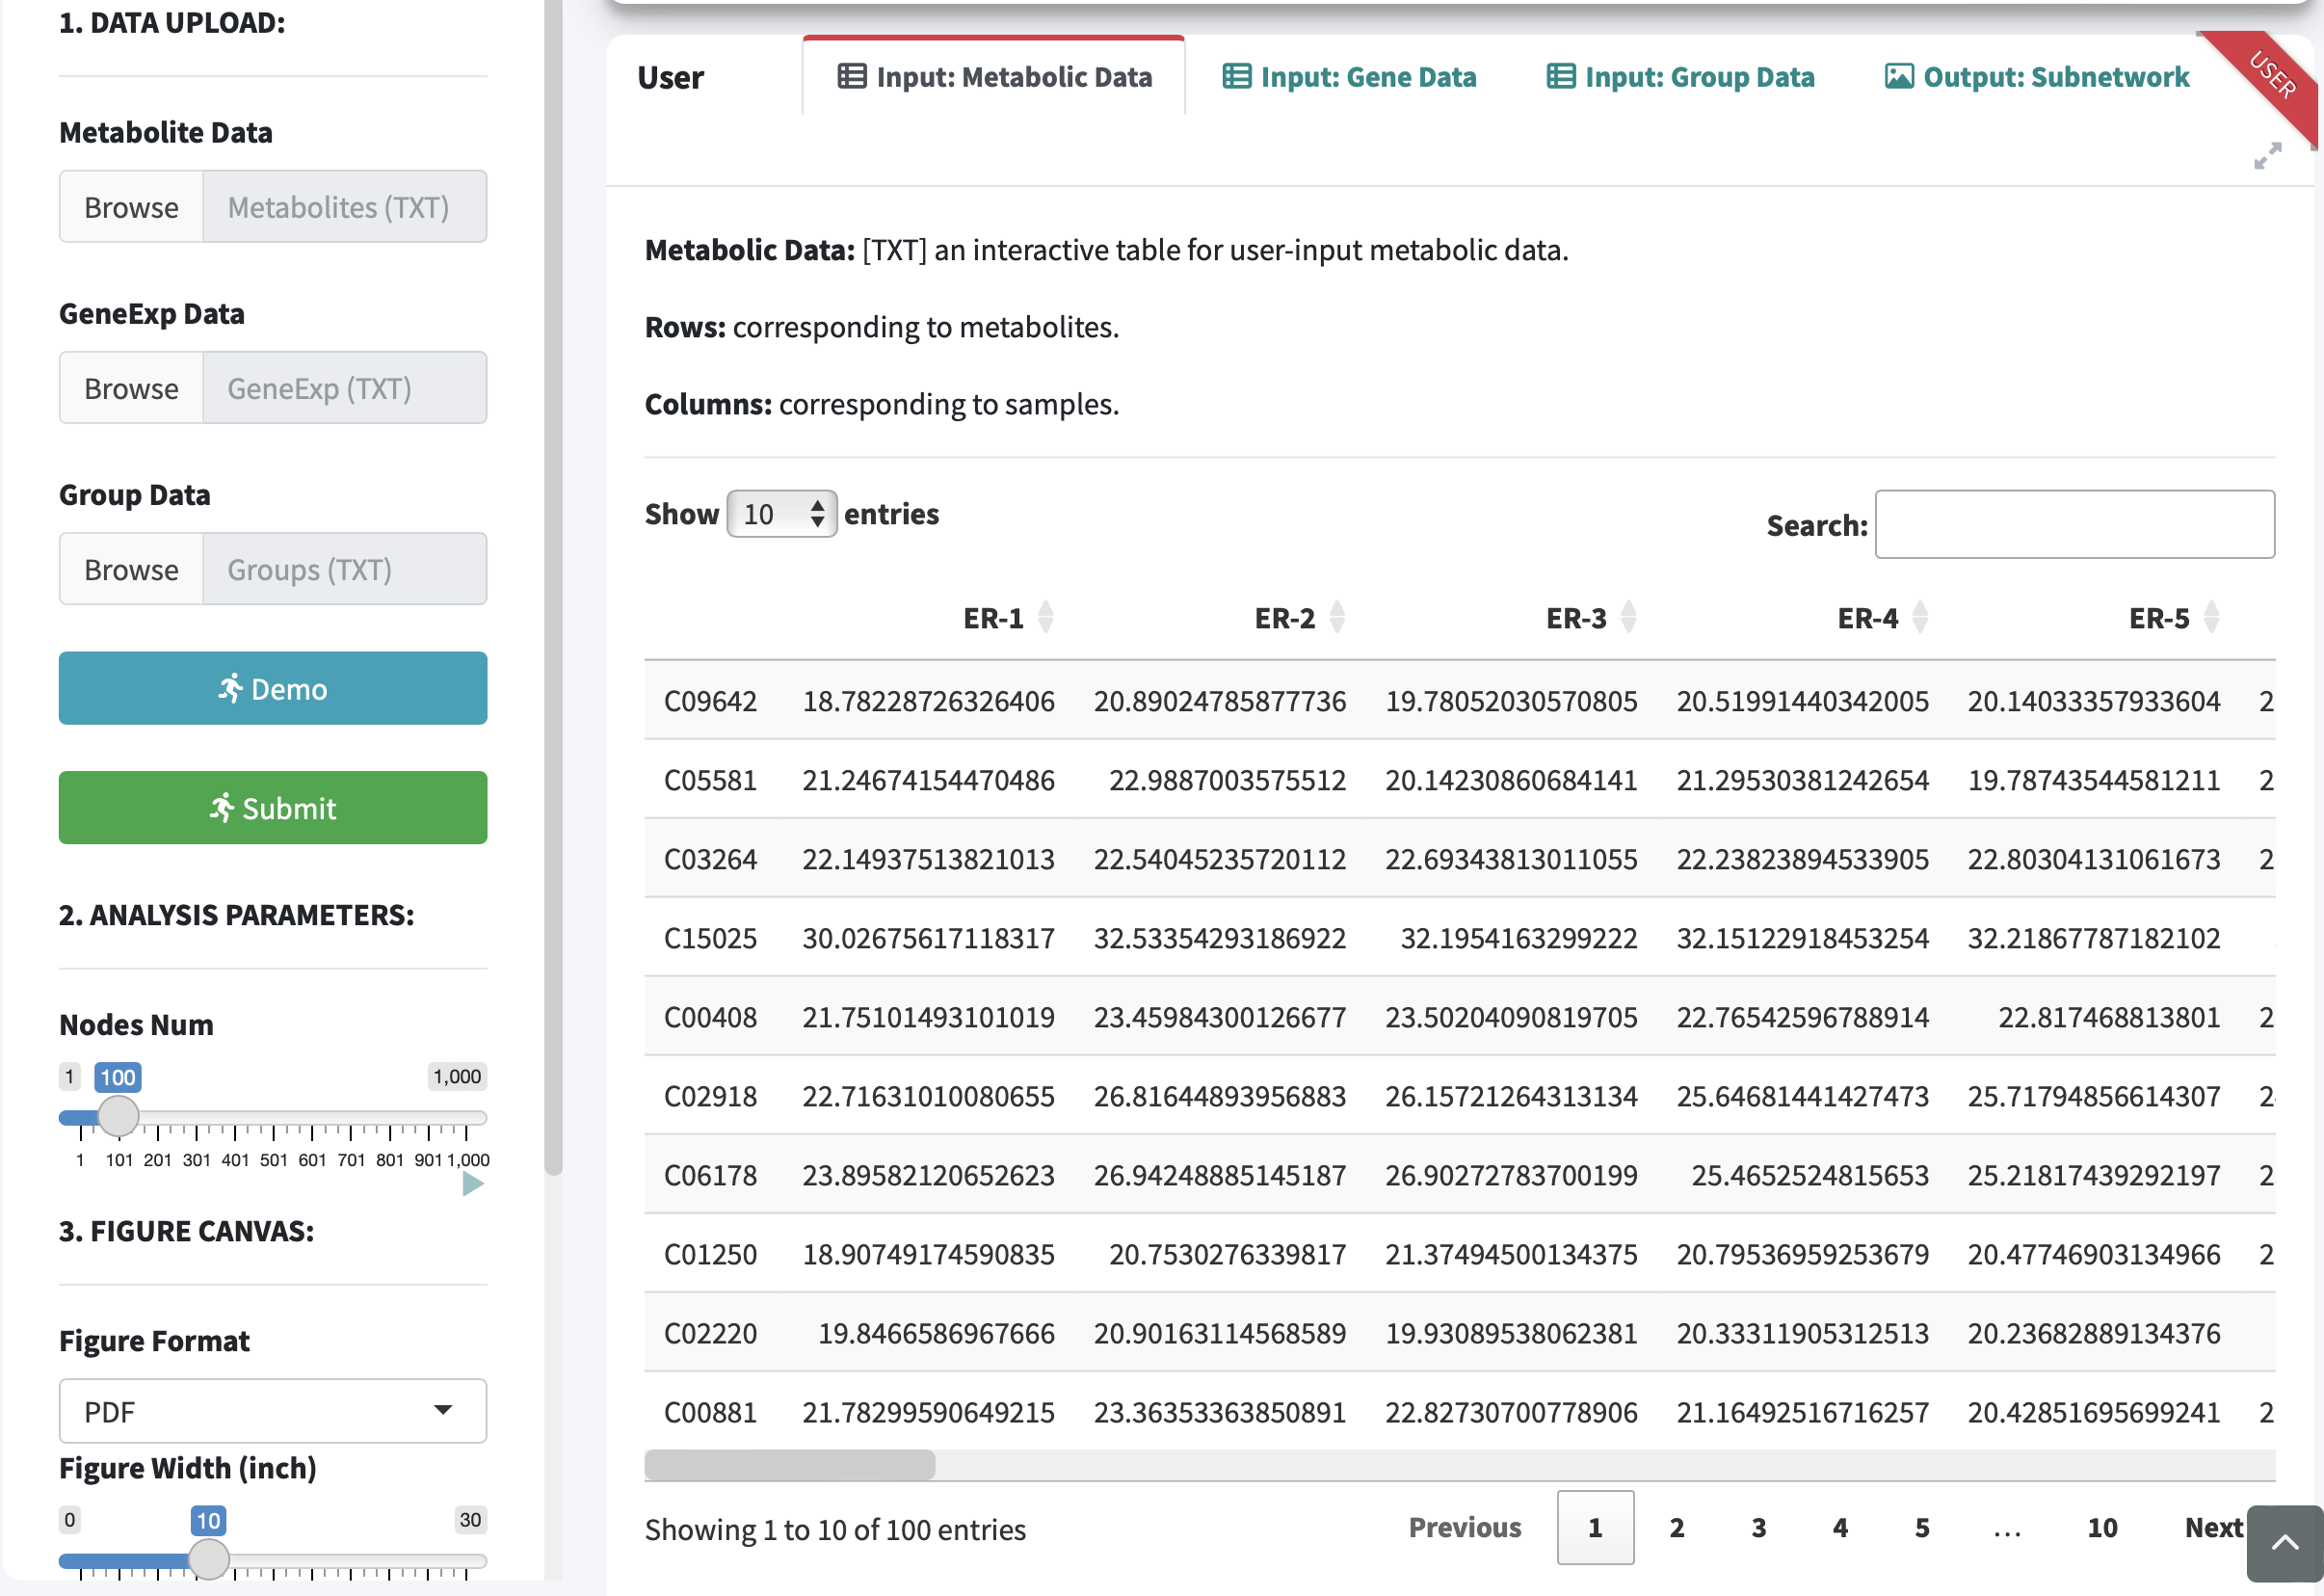 1. DATA UPLOAD:
Metabolite Data
Browse Metabolites (TXT)
GeneExp Data
Browse GeneExp (TXT)
Group Data
Browse Groups (TXT)
Demo
Submit
2. ANALYSIS PARAMETERS:
Nodes Num
1 100 1,000
1 101 201 301 401 501 601 701 801 901 1,000
3. FIGURE CANVAS:
Figure Format
PDF
Figure Width (inch)
0 10 30
User Input: Metabolic Data Input: Gene Data Input: Group Data Output: Subnetwork
USER
Metabolic Data: [TXT] an interactive table for user-input metabolic data.
Rows: corresponding to metabolites.
Columns: corresponding to samples.
Show 10 entries
Search:
ER-1 ER-2 ER-3 ER-4 ER-5
C09642 18.78228726326406 20.89024785877736 19.78052030570805 20.51991440342005 20.14033357933604 2
C05581 21.24674154470486 22.9887003575512 20.14230860684141 21.29530381242654 19.78743544581211 2
C03264 22.14937513821013 22.54045235720112 22.69343813011055 22.23823894533905 22.80304131061673 2
C15025 30.02675617118317 32.53354293186922 32.1954163299222 32.15122918453254 32.21867787182102
C00408 21.75101493101019 23.45984300126677 23.50204090819705 22.76542596788914 22.817468813801 2
C02918 22.71631010080655 26.81644893956883 26.15721264313134 25.64681441427473 25.71794856614307 2
C06178 23.89582120652623 26.94248885145187 26.90272783700199 25.4652524815653 25.21817439292197 2
C01250 18.90749174590835 20.7530276339817 21.37494500134375 20.79536959253679 20.47746903134966 2
C02220 19.8466586967666 20.90163114568589 19.93089538062381 20.33311905312513 20.23682889134376
C00881 21.78299590649215 23.36353363850891 22.82730700778906 21.16492516716257 20.42851695699241 2
Showing 1 to 10 of 100 entries
Previous 1 2 3 4 5 … 10 Next